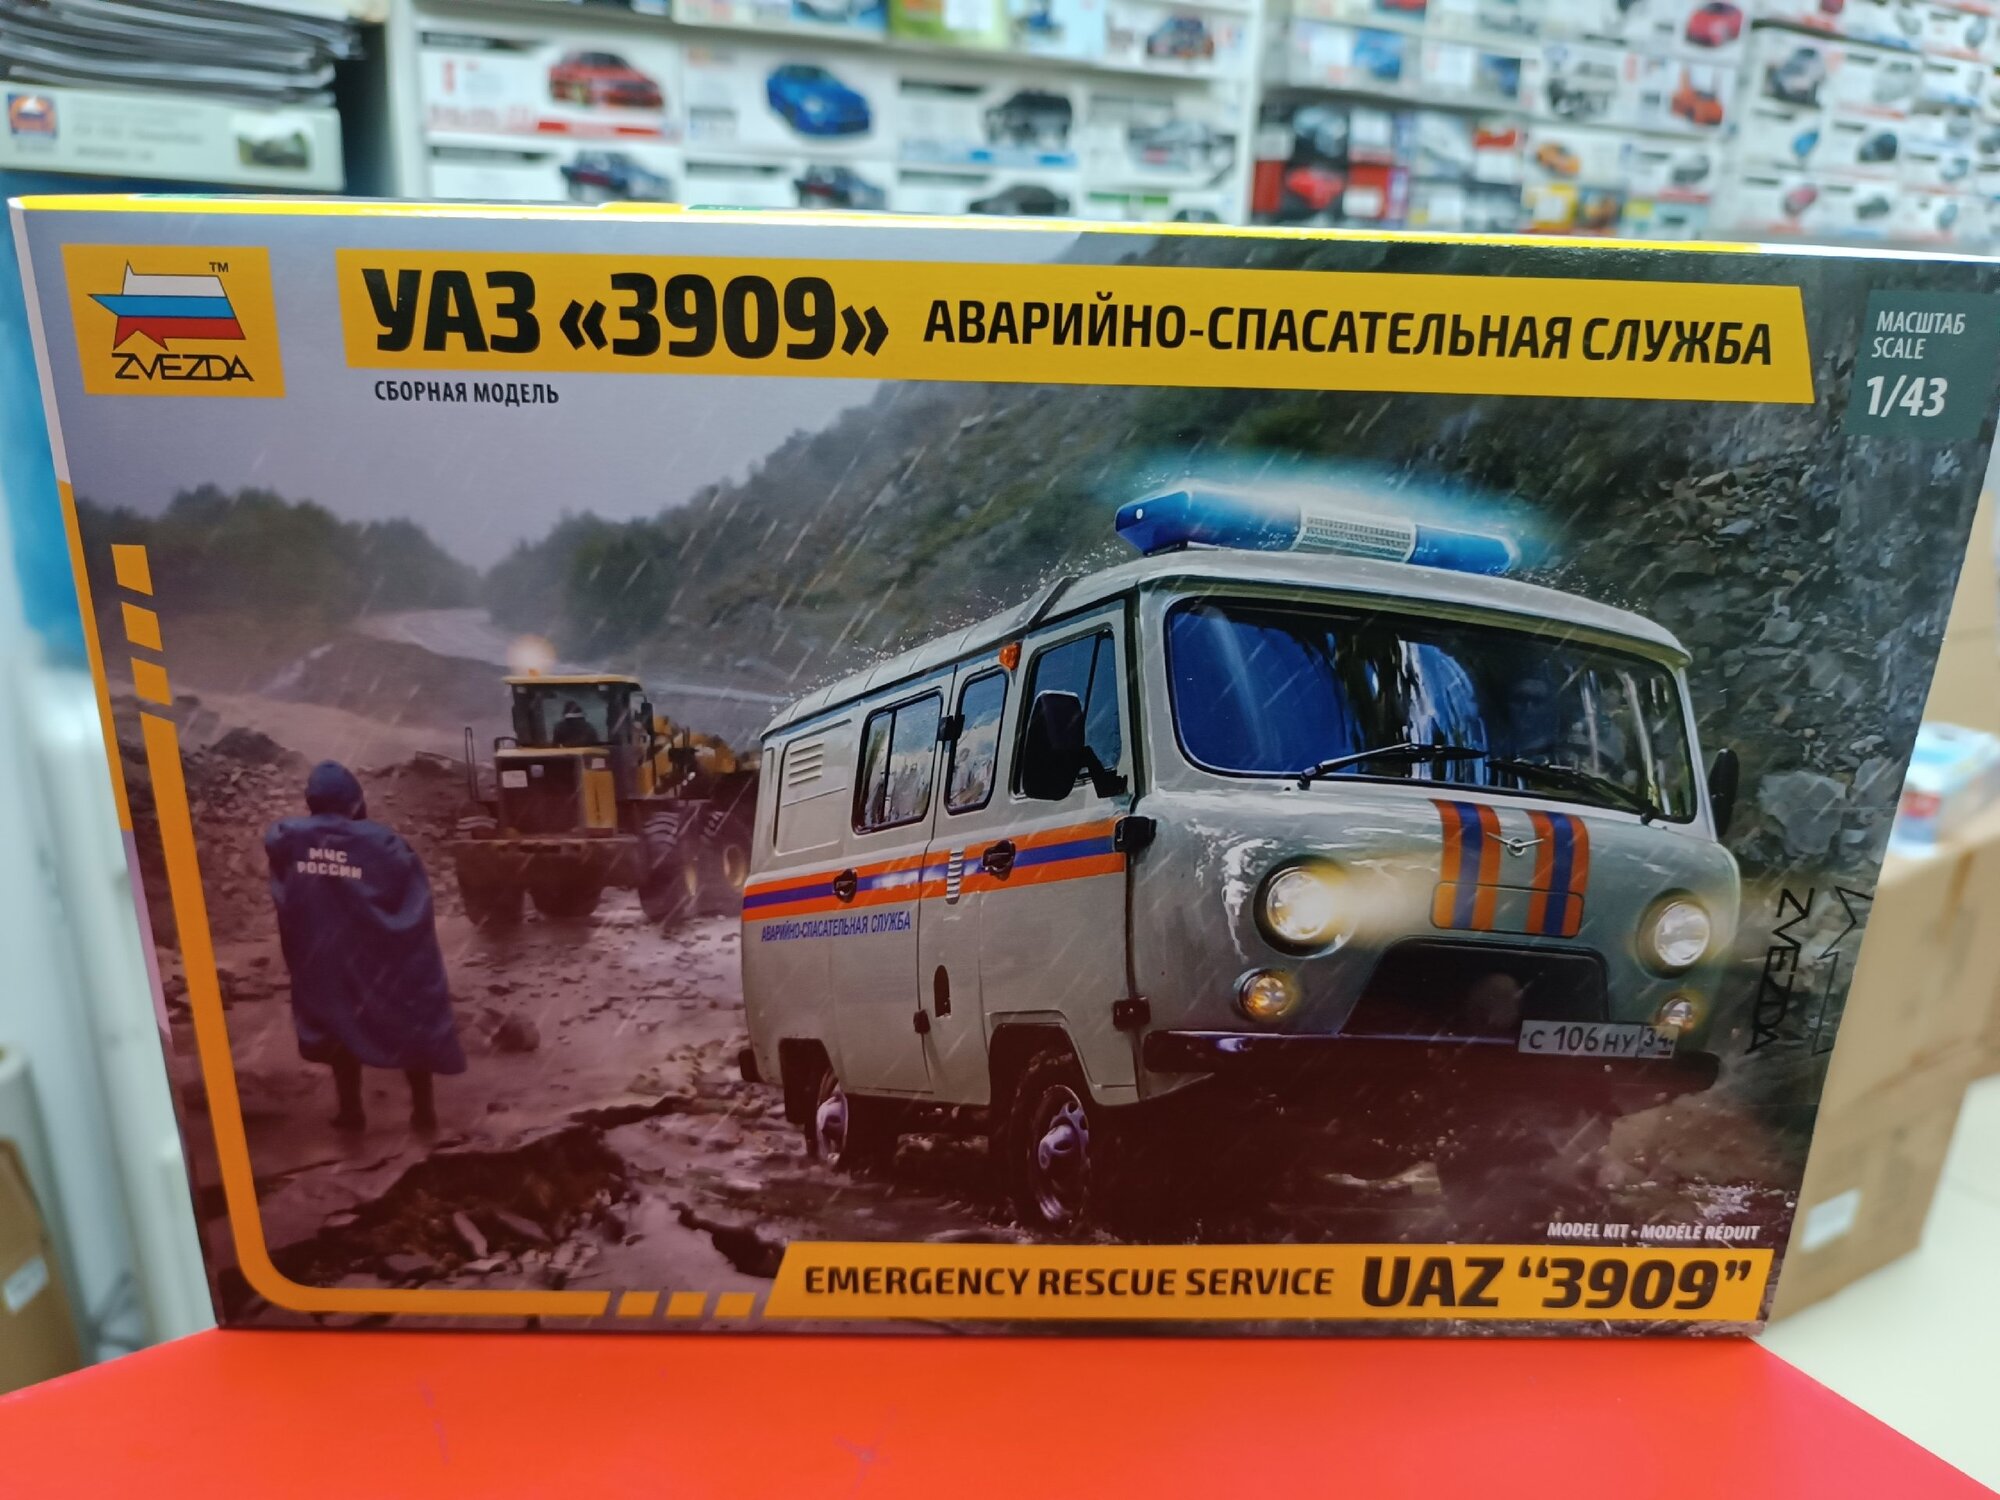 ZVEZDA
TM
УАЗ «3909» АВАРИЙНО-СПАСАТЕЛЬНАЯ СЛУЖБА
СБОРНАЯ МОДЕЛЬ
МАСШТАБ
SCALE
1/43
МЧС
РОССИИ
АВАРИЙНО-СПАСАТЕЛЬНАЯ СЛУЖБА
С 106 НУ 34
ZVEZDA
MODEL KIT • MODÈLE RÉDUIT
EMERGENCY RESCUE SERVICE UAZ "3909"